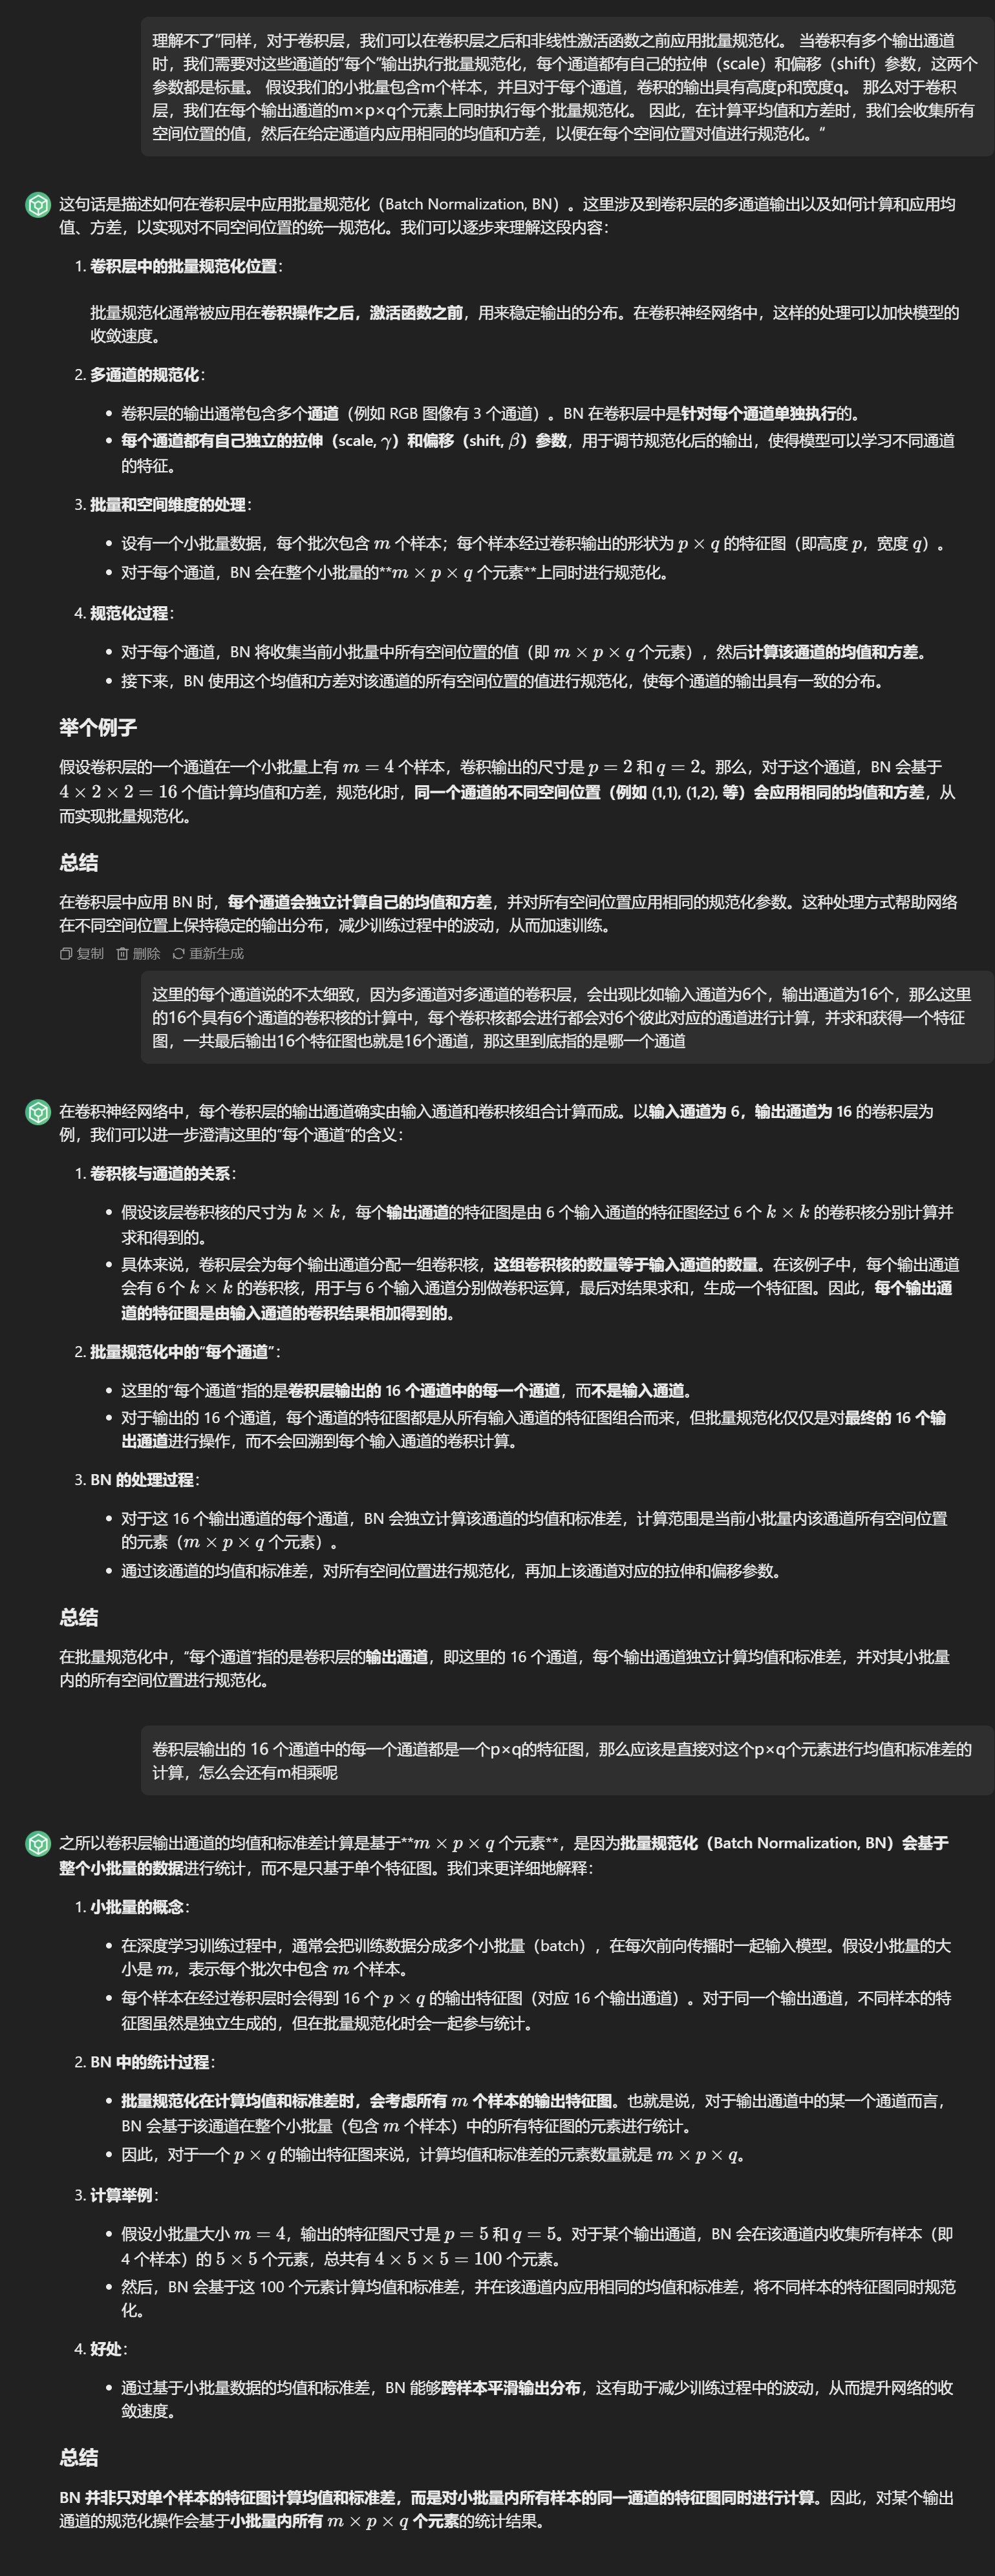 理解不了“同样，对于卷积层，我们可以在卷积层之后和非线性激活函数之前应用批量规范化。 当卷积有多个输出通道
时，我们需要对这些通道的“每个”输出执行批量规范化，每个通道都有自己的拉伸（scale）和偏移（shift）参数，这两个
参数都是标量。 假设我们的小批量包含m个样本，并且对于每个通道，卷积的输出具有高度p和宽度q。 那么对于卷积
层，我们在每个输出通道的m×p×q个元素上同时执行每个批量规范化。 因此，在计算平均值和方差时，我们会收集所有
空间位置的值，然后在给定通道内应用相同的均值和方差，以便在每个空间位置对值进行规范化。“
这句话是描述如何在卷积层中应用批量规范化（Batch Normalization, BN）。这里涉及到卷积层的多通道输出以及如何计算和应用均
值、方差，以实现对不同空间位置的统一规范化。我们可以逐步来理解这段内容：
1. 卷积层中的批量规范化位置：
批量规范化通常被应用在卷积操作之后，激活函数之前，用来稳定输出的分布。在卷积神经网络中，这样的处理可以加快模型的
收敛速度。
2. 多通道的规范化：
• 卷积层的输出通常包含多个通道（例如 RGB 图像有 3 个通道）。BN 在卷积层中是针对每个通道单独执行的。
• 每个通道都有自己独立的拉伸（scale, γ）和偏移（shift, β）参数，用于调节规范化后的输出，使得模型可以学习不同通道
的特征。
3. 批量和空间维度的处理：
• 设有一个小批量数据，每个批次包含 m 个样本；每个样本经过卷积输出的形状为 p × q 的特征图（即高度 p，宽度 q）。
• 对于每个通道，BN 会在整个小批量的**m × p × q 个元素**上同时进行规范化。
4. 规范化过程：
• 对于每个通道，BN 将收集当前小批量中所有空间位置的值（即 m × p × q 个元素），然后计算该通道的均值和方差。
• 接下来，BN 使用这个均值和方差对该通道的所有空间位置的值进行规范化，使每个通道的输出具有一致的分布。
举个例子
假设卷积层的一个通道在一个小批量上有 m = 4 个样本，卷积输出的尺寸是 p = 2 和 q = 2。那么，对于这个通道，BN 会基于
4 × 2 × 2 = 16 个值计算均值和方差，规范化时，同一个通道的不同空间位置（例如 (1,1), (1,2), 等）会应用相同的均值和方差，从
而实现批量规范化。
总结
在卷积层中应用 BN 时，每个通道会独立计算自己的均值和方差，并对所有空间位置应用相同的规范化参数。这种处理方式帮助网络
在不同空间位置上保持稳定的输出分布，减少训练过程中的波动，从而加速训练。
复制 删除 重新生成
这里的每个通道说的不太细致，因为多通道对多通道的卷积层，会出现比如输入通道为6个，输出通道为16个，那么这里
的16个具有6个通道的卷积核的计算中，每个卷积核都会进行都会对6个彼此对应的通道进行计算，并求和获得一个特征
图，一共最后输出16个特征图也就是16个通道，那这里到底指的是哪一个通道
在卷积神经网络中，每个卷积层的输出通道确实由输入通道和卷积核组合计算而成。以输入通道为 6，输出通道为 16 的卷积层为
例，我们可以进一步澄清这里的“每个通道”的含义：
1. 卷积核与通道的关系：
• 假设该层卷积核的尺寸为 k × k，每个输出通道的特征图是由 6 个输入通道的特征图经过 6 个 k × k 的卷积核分别计算并
求和得到的。
• 具体来说，卷积层会为每个输出通道分配一组卷积核，这组卷积核的数量等于输入通道的数量。在该例子中，每个输出通道
会有 6 个 k × k 的卷积核，用于与 6 个输入通道分别做卷积运算，最后对结果求和，生成一个特征图。因此，每个输出通
道的特征图是由输入通道的卷积结果相加得到的。
2. 批量规范化中的“每个通道”：
• 这里的“每个通道”指的是卷积层输出的 16 个通道中的每一个通道，而不是输入通道。
• 对于输出的 16 个通道，每个通道的特征图都是从所有输入通道的特征图组合而来，但批量规范化仅仅是对最终的 16 个输
出通道进行操作，而不会回溯到每个输入通道的卷积计算。
3. BN 的处理过程：
• 对于这 16 个输出通道的每个通道，BN 会独立计算该通道的均值和标准差，计算范围是当前小批量内该通道所有空间位置
的元素（m × p × q 个元素）。
• 通过该通道的均值和标准差，对所有空间位置进行规范化，再加上该通道对应的拉伸和偏移参数。
总结
在批量规范化中，“每个通道”指的是卷积层的输出通道，即这里的 16 个通道，每个输出通道独立计算均值和标准差，并对其小批量
内的所有空间位置进行规范化。
卷积层输出的 16 个通道中的每一个通道都是一个p×q的特征图，那么应该是直接对这个p×q个元素进行均值和标准差的
计算，怎么会还有m相乘呢
之所以卷积层输出通道的均值和标准差计算是基于**m × p × q 个元素**，是因为批量规范化（Batch Normalization, BN）会基于
整个小批量的数据进行统计，而不是只基于单个特征图。我们来更详细地解释：
1. 小批量的概念：
• 在深度学习训练过程中，通常会把训练数据分成多个小批量（batch），在每次前向传播时一起输入模型。假设小批量的大
小是 m，表示每个批次中包含 m 个样本。
• 每个样本在经过卷积层时会得到 16 个 p × q 的输出特征图（对应 16 个输出通道）。对于同一个输出通道，不同样本的特
征图虽然是独立生成的，但在批量规范化时会一起参与统计。
2. BN 中的统计过程：
• 批量规范化在计算均值和标准差时，会考虑所有 m 个样本的输出特征图。也就是说，对于输出通道中的某一个通道而言，
BN 会基于该通道在整个小批量（包含 m 个样本）中的所有特征图的元素进行统计。
• 因此，对于一个 p × q 的输出特征图来说，计算均值和标准差的元素数量就是 m × p × q。
3. 计算举例：
• 假设小批量大小 m = 4，输出的特征图尺寸是 p = 5 和 q = 5。对于某个输出通道，BN 会在该通道内收集所有样本（即
4 个样本）的 5 × 5 个元素，总共有 4 × 5 × 5 = 100 个元素。
• 然后，BN 会基于这 100 个元素计算均值和标准差，并在该通道内应用相同的均值和标准差，将不同样本的特征图同时规范
化。
4. 好处：
• 通过基于小批量数据的均值和标准差，BN 能够跨样本平滑输出分布，这有助于减少训练过程中的波动，从而提升网络的收
敛速度。
总结
BN 并非只对单个样本的特征图计算均值和标准差，而是对小批量内所有样本的同一通道的特征图同时进行计算。因此，对某个输出
通道的规范化操作会基于小批量内所有 m × p × q 个元素的统计结果。